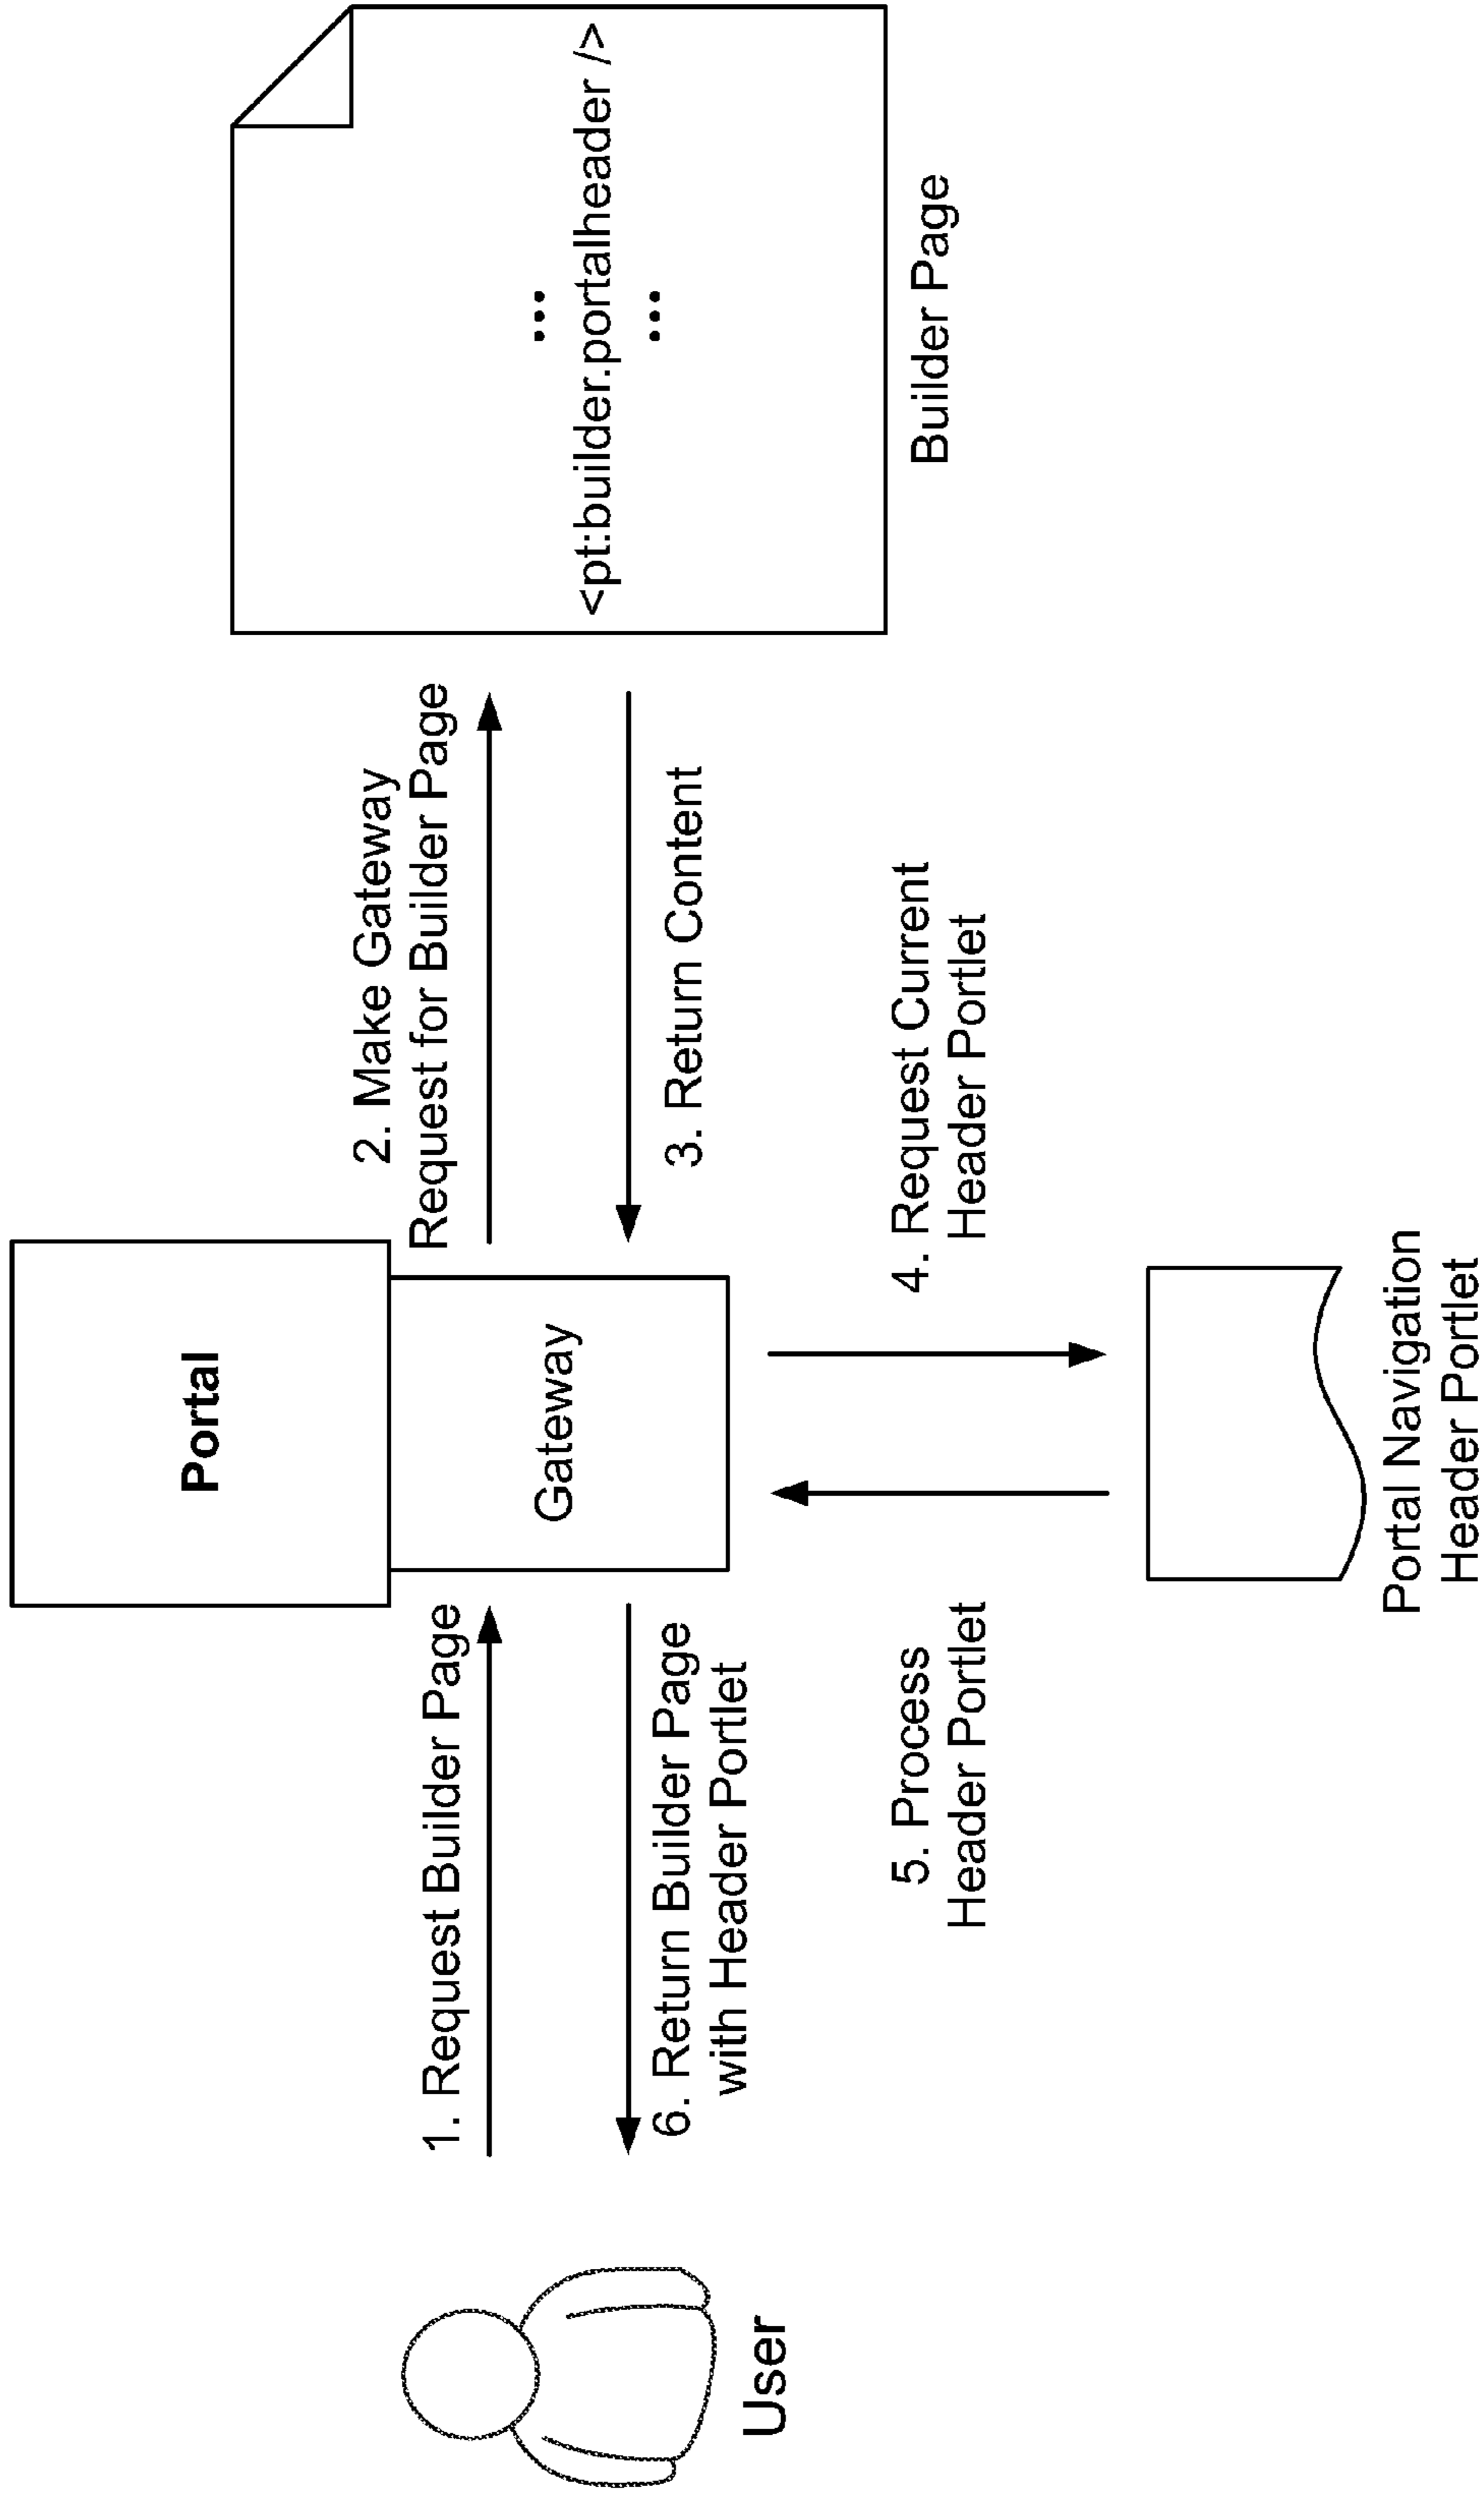 Portal
Gateway
1. Request Builder Page
2. Make Gateway
Request for Builder Page
<pt:builder.portalheader />
3. Return Content
6. Return Builder Page
with Header Portlet
User
5. Process
Header Portlet
4. Request Current
Header Portlet
Builder Page
Portal Navigation
Header Portlet